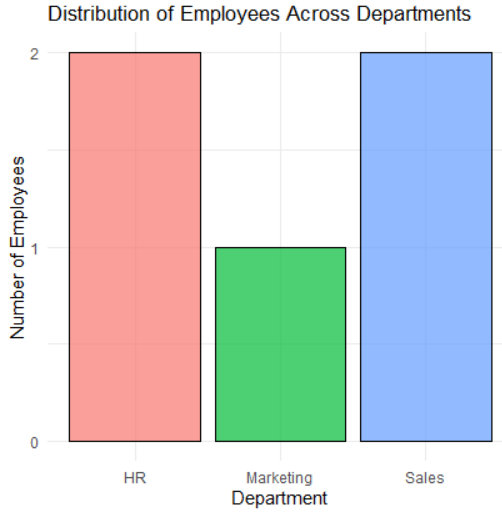 Distribution of Employees Across Departments
Number of Employees
2
1
0
HR Marketing Sales
Department